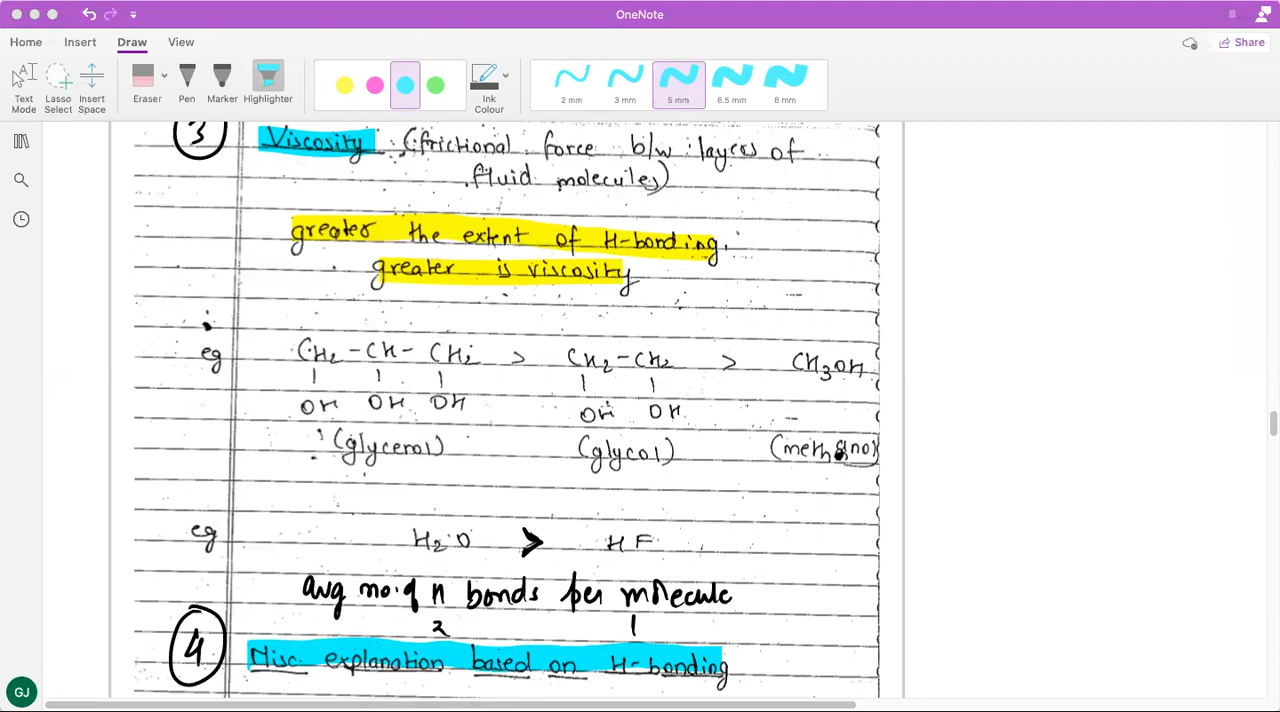 OneNote
Home Insert Draw View Share
Text Mode Lasso Select Insert Space Eraser Pen Marker Highlighter Ink Colour 2 mm 3 mm 5 mm 6.5 mm 8 mm
3 Viscosity (frictional force b/w layers of
fluid molecules)
greater the extent of H-bonding.
greater is viscosity
eg CH2 - CH - CH2 > CH2 - CH2 > CH3OH
OH OH OH OH OH
(glycerol) (glycol) (methano)
eg H2O > HF
avg no. of H bonds per molecule
2 1
4 Misc. explanation based on H-bonding
GJ